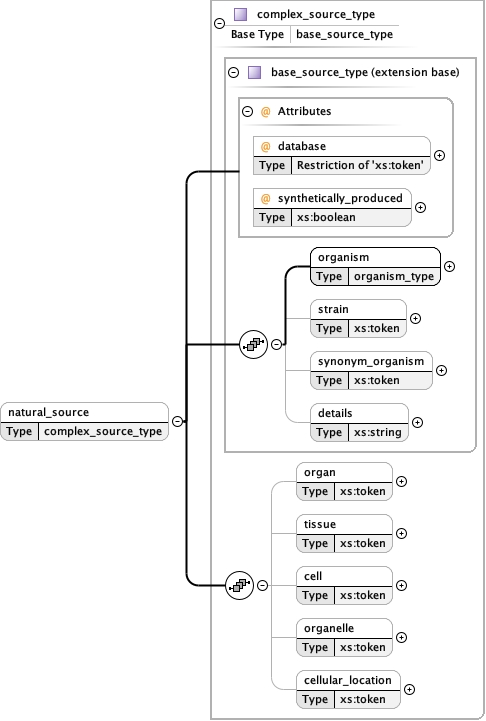 complex_source_type
Base Type base_source_type
base_source_type (extension base)
@ Attributes
@ database
Type Restriction of 'xs:token'
@ synthetically_produced
Type xs:boolean
organism
Type organism_type
strain
Type xs:token
synonym_organism
Type xs:token
details
Type xs:string
natural_source
Type complex_source_type
organ
Type xs:token
tissue
Type xs:token
cell
Type xs:token
organelle
Type xs:token
cellular_location
Type xs:token